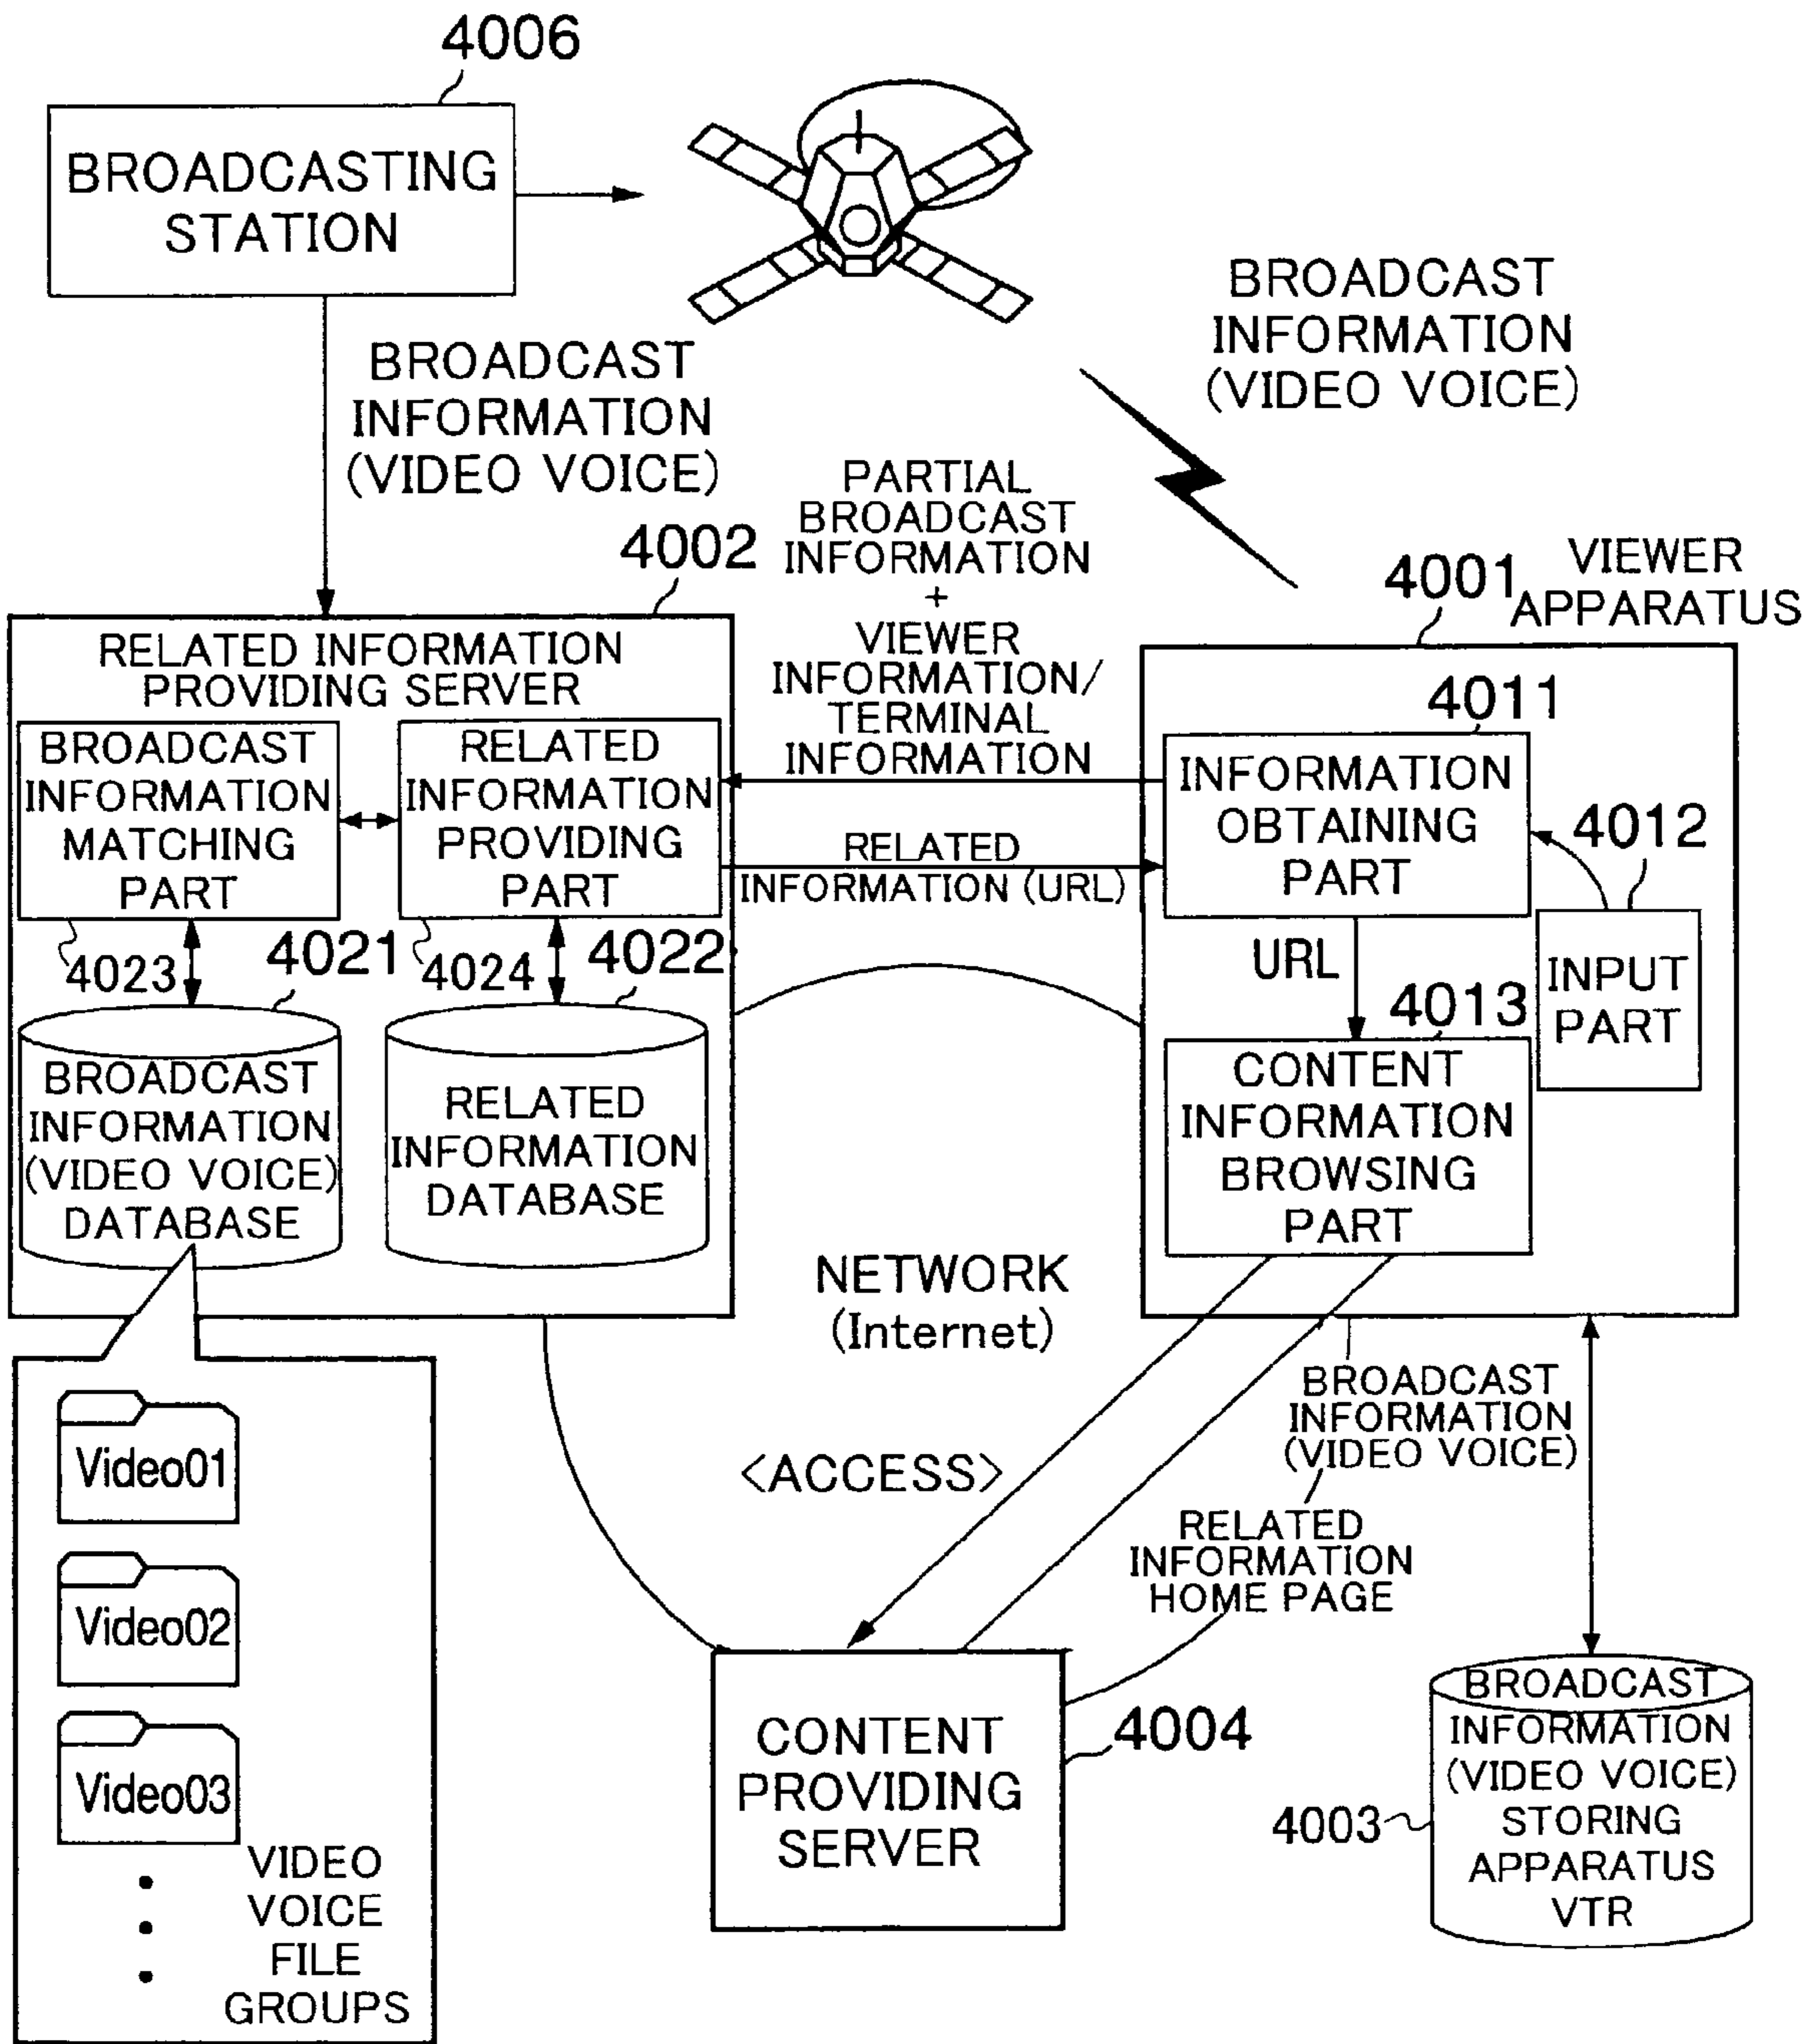 4006
BROADCASTING
STATION
BROADCAST
INFORMATION
(VIDEO VOICE)
BROADCAST
INFORMATION
(VIDEO VOICE)
PARTIAL
BROADCAST
INFORMATION
+
VIEWER
INFORMATION/
TERMINAL
INFORMATION
4002
RELATED INFORMATION
PROVIDING SERVER
BROADCAST
INFORMATION
MATCHING
PART
4023
RELATED
INFORMATION
PROVIDING
PART
4024
4021
BROADCAST
INFORMATION
(VIDEO VOICE)
DATABASE
4022
RELATED
INFORMATION
DATABASE
RELATED
INFORMATION (URL)
4001
VIEWER
APPARATUS
4011
INFORMATION
OBTAINING
PART
4012
INPUT
PART
URL
4013
CONTENT
INFORMATION
BROWSING
PART
NETWORK
(Internet)
<ACCESS>
BROADCAST
INFORMATION
(VIDEO VOICE)
RELATED
INFORMATION
HOME PAGE
Video01
Video02
Video03
VIDEO
VOICE
FILE
GROUPS
CONTENT
PROVIDING
SERVER
4004
4003
BROADCAST
INFORMATION
(VIDEO VOICE)
STORING
APPARATUS
VTR